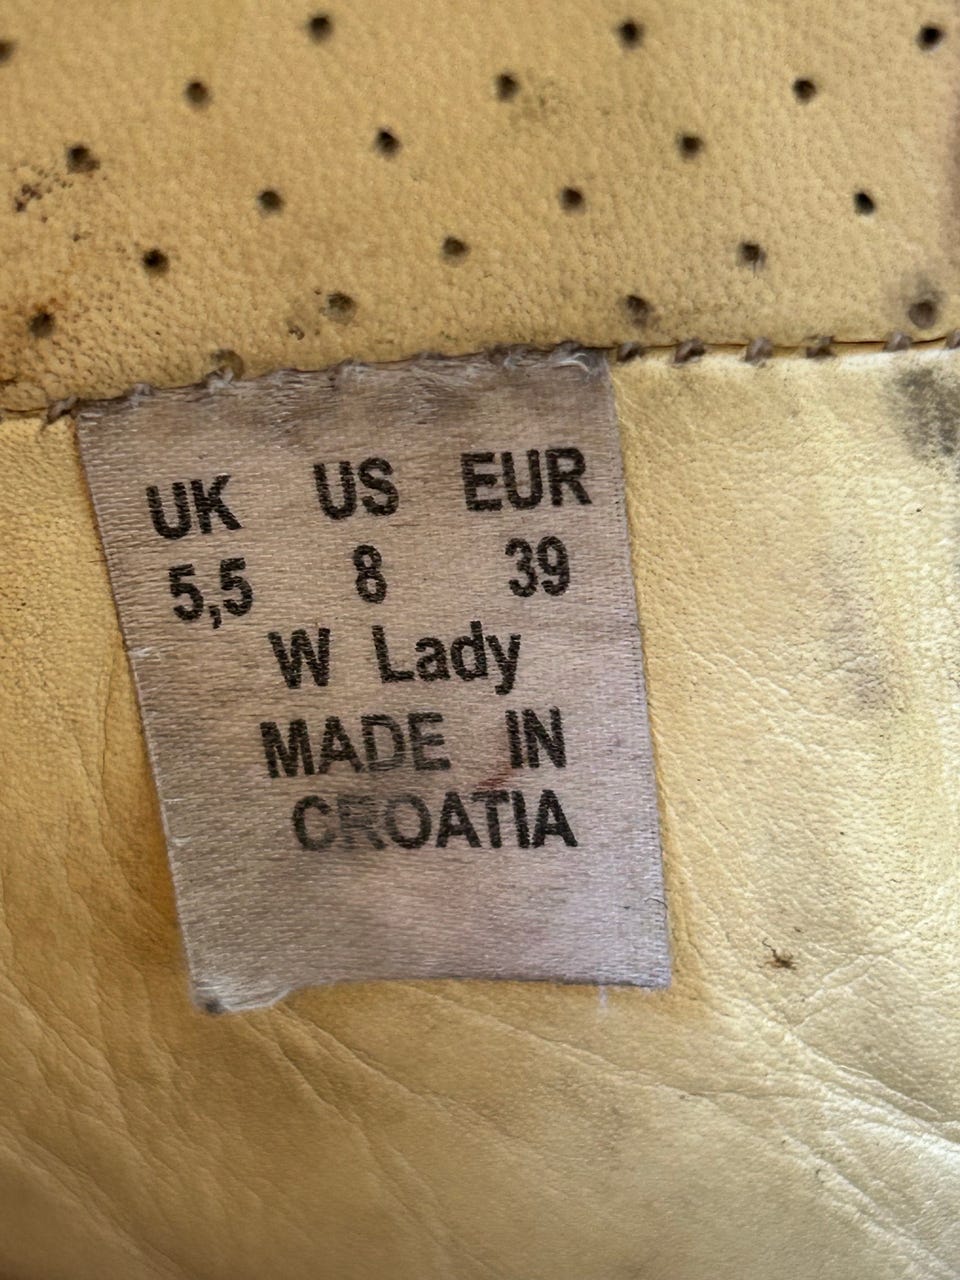 UK US EUR
5,5 8 39
W Lady
MADE IN
CROATIA